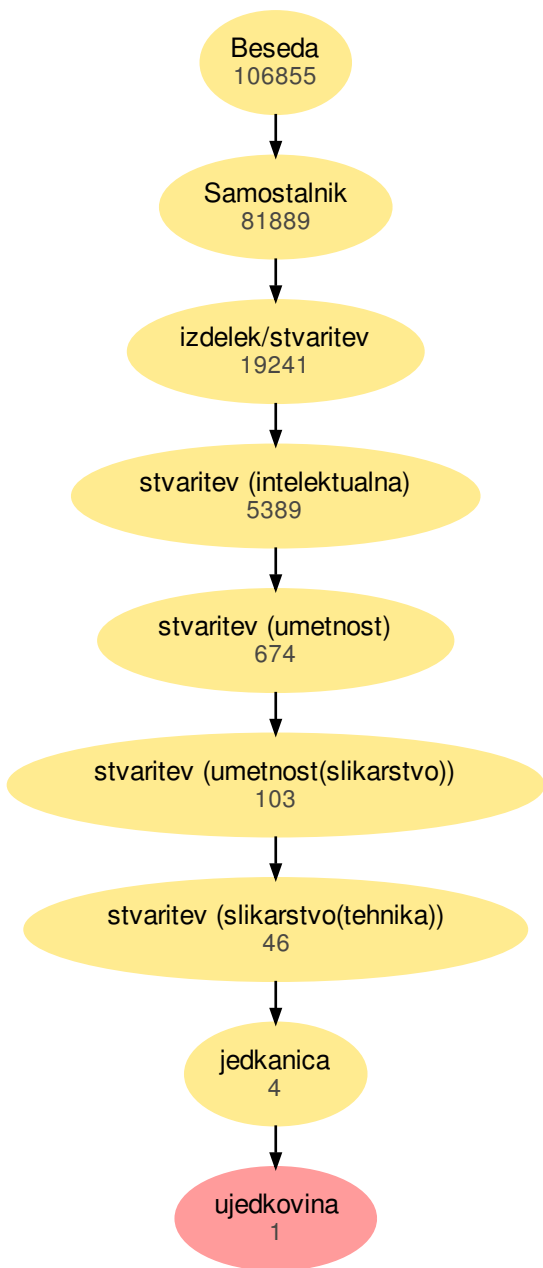 Beseda
106855
Samostalnik
81889
izdelek/stvaritev
19241
stvaritev (intelektualna)
5389
stvaritev (umetnost)
674
stvaritev (umetnost(slikarstvo))
103
stvaritev (slikarstvo(tehnika))
46
jedkanica
4
ujedkovina
1